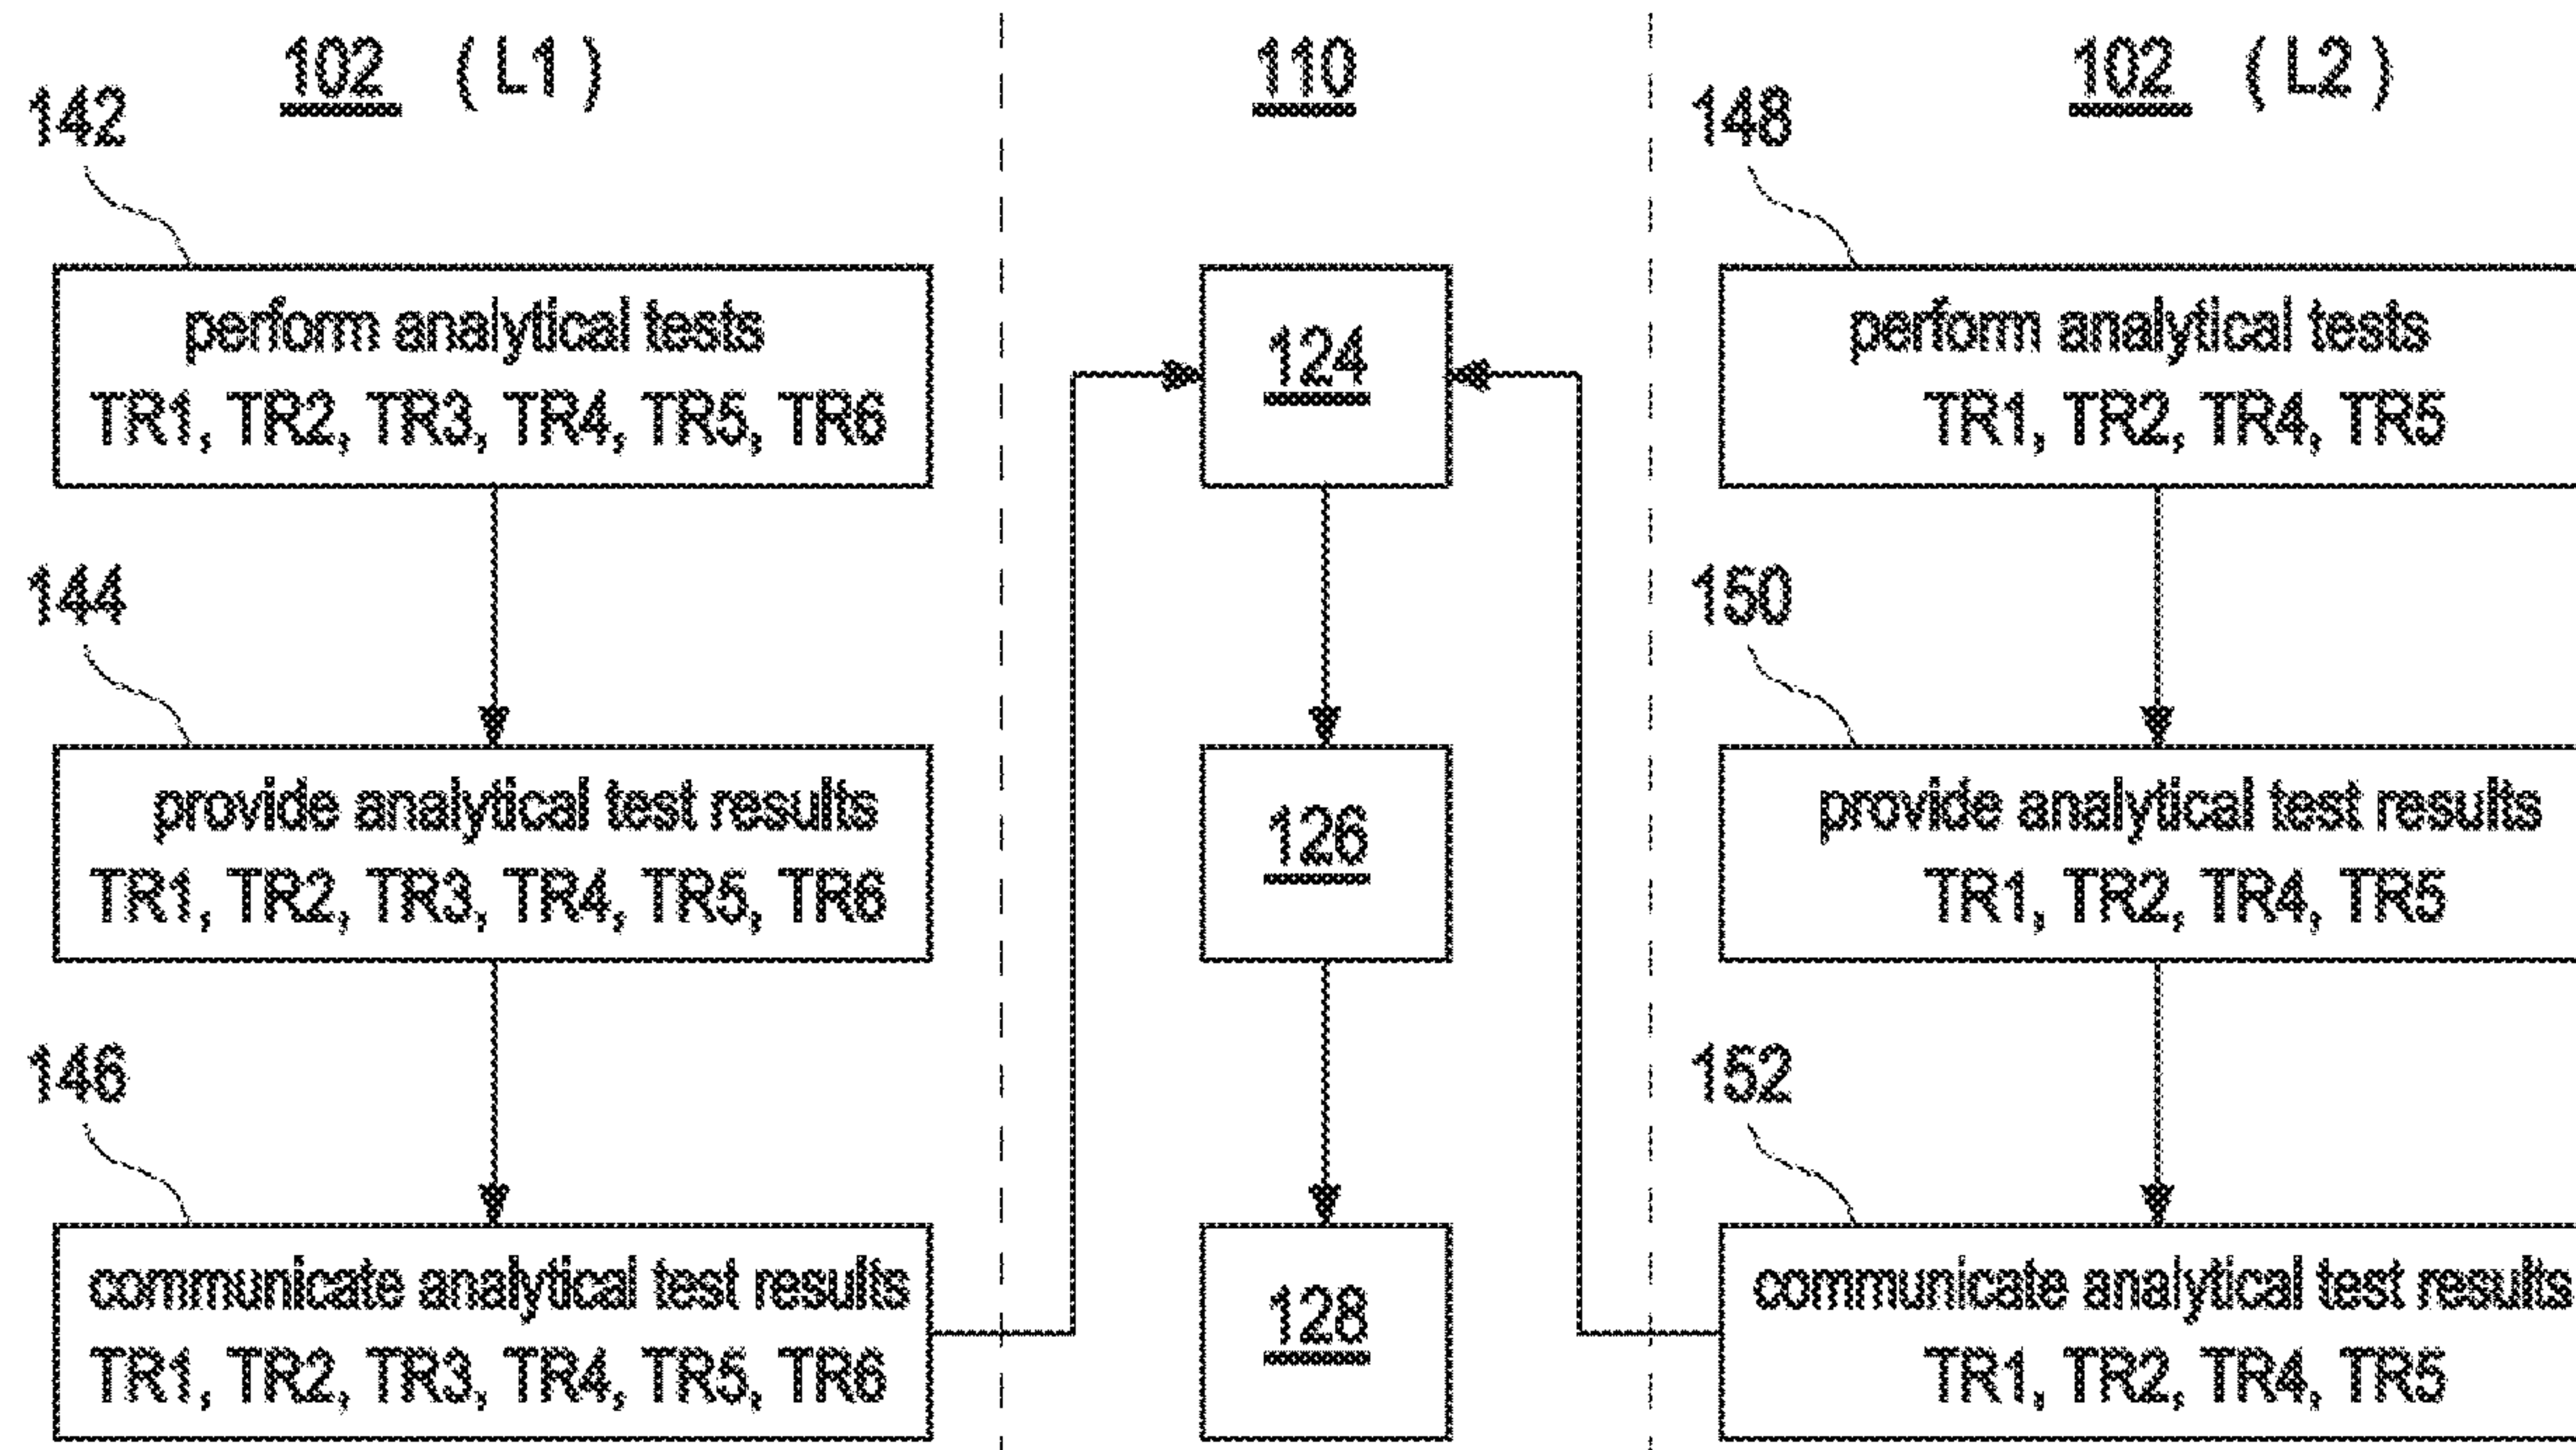 102 (L1)
142
perform analytical tests
TR1, TR2, TR3, TR4, TR5, TR6
144
provide analytical test results
TR1, TR2, TR3, TR4, TR5, TR6
146
communicate analytical test results
TR1, TR2, TR3, TR4, TR5, TR6
110
124
126
128
102 (L2)
148
perform analytical tests
TR1, TR2, TR4, TR5
150
provide analytical test results
TR1, TR2, TR4, TR5
152
communicate analytical test results
TR1, TR2, TR4, TR5